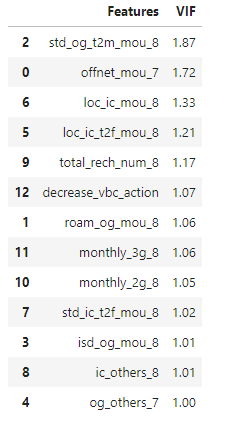 Features VIF
2 std_og_t2m_mou_8 1.87
0 offnet_mou_7 1.72
6 loc_ic_mou_8 1.33
5 loc_ic_t2f_mou_8 1.21
9 total_rech_num_8 1.17
12 decrease_vbc_action 1.07
1 roam_og_mou_8 1.06
11 monthly_3g_8 1.06
10 monthly_2g_8 1.05
7 std_ic_t2f_mou_8 1.02
3 isd_og_mou_8 1.01
8 ic_others_8 1.01
4 og_others_7 1.00